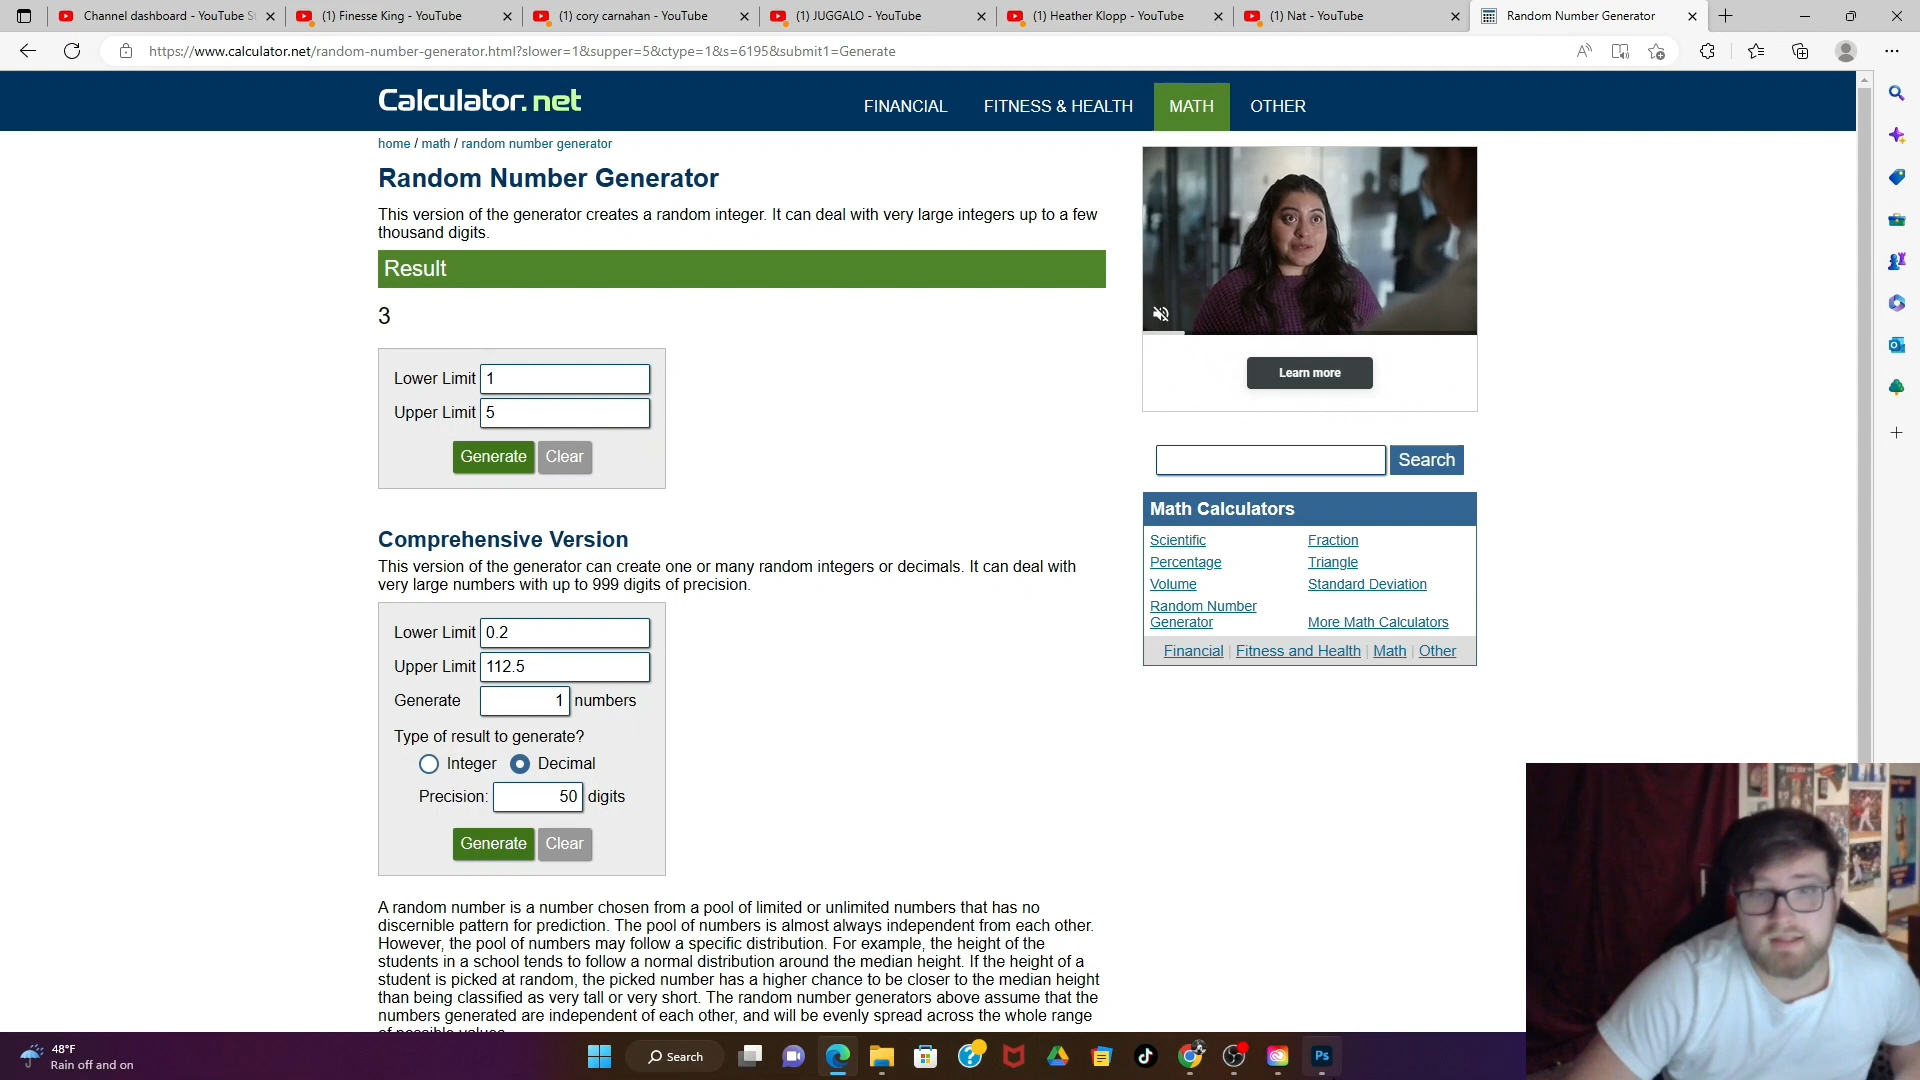 Channel dashboard - YouTube S
(1) Finesse King - YouTube
(1) cory carnahan - YouTube
(1) JUGGALO - YouTube
(1) Heather Klopp - YouTube
(1) Nat - YouTube
Random Number Generator
https://www.calculator.net/random-number-generator.html?slower=1&supper=5&ctype=1&s=6195&submit1=Generate
Calculator.net
FINANCIAL
FITNESS & HEALTH
MATH
OTHER
home / math / random number generator
Random Number Generator
This version of the generator creates a random integer. It can deal with very large integers up to a few
thousand digits.
Result
3
Lower Limit 1
Upper Limit 5
Generate Clear
Comprehensive Version
This version of the generator can create one or many random integers or decimals. It can deal with
very large numbers with up to 999 digits of precision.
Lower Limit 0.2
Upper Limit 112.5
Generate 1 numbers
Type of result to generate?
Integer Decimal
Precision: 50 digits
Generate Clear
A random number is a number chosen from a pool of limited or unlimited numbers that has no
discernible pattern for prediction. The pool of numbers is almost always independent from each other.
However, the pool of numbers may follow a specific distribution. For example, the height of the
students in a school tends to follow a normal distribution around the median height. If the height of a
student is picked at random, the picked number has a higher chance to be closer to the median height
than being classified as very tall or very short. The random number generators above assume that the
numbers generated are independent of each other, and will be evenly spread across the whole range
of possible values.
Learn more
Search
Math Calculators
Scientific Fraction
Percentage Triangle
Volume Standard Deviation
Random Number
Generator More Math Calculators
Financial | Fitness and Health | Math | Other
48°F
Rain off and on
Search
Ps